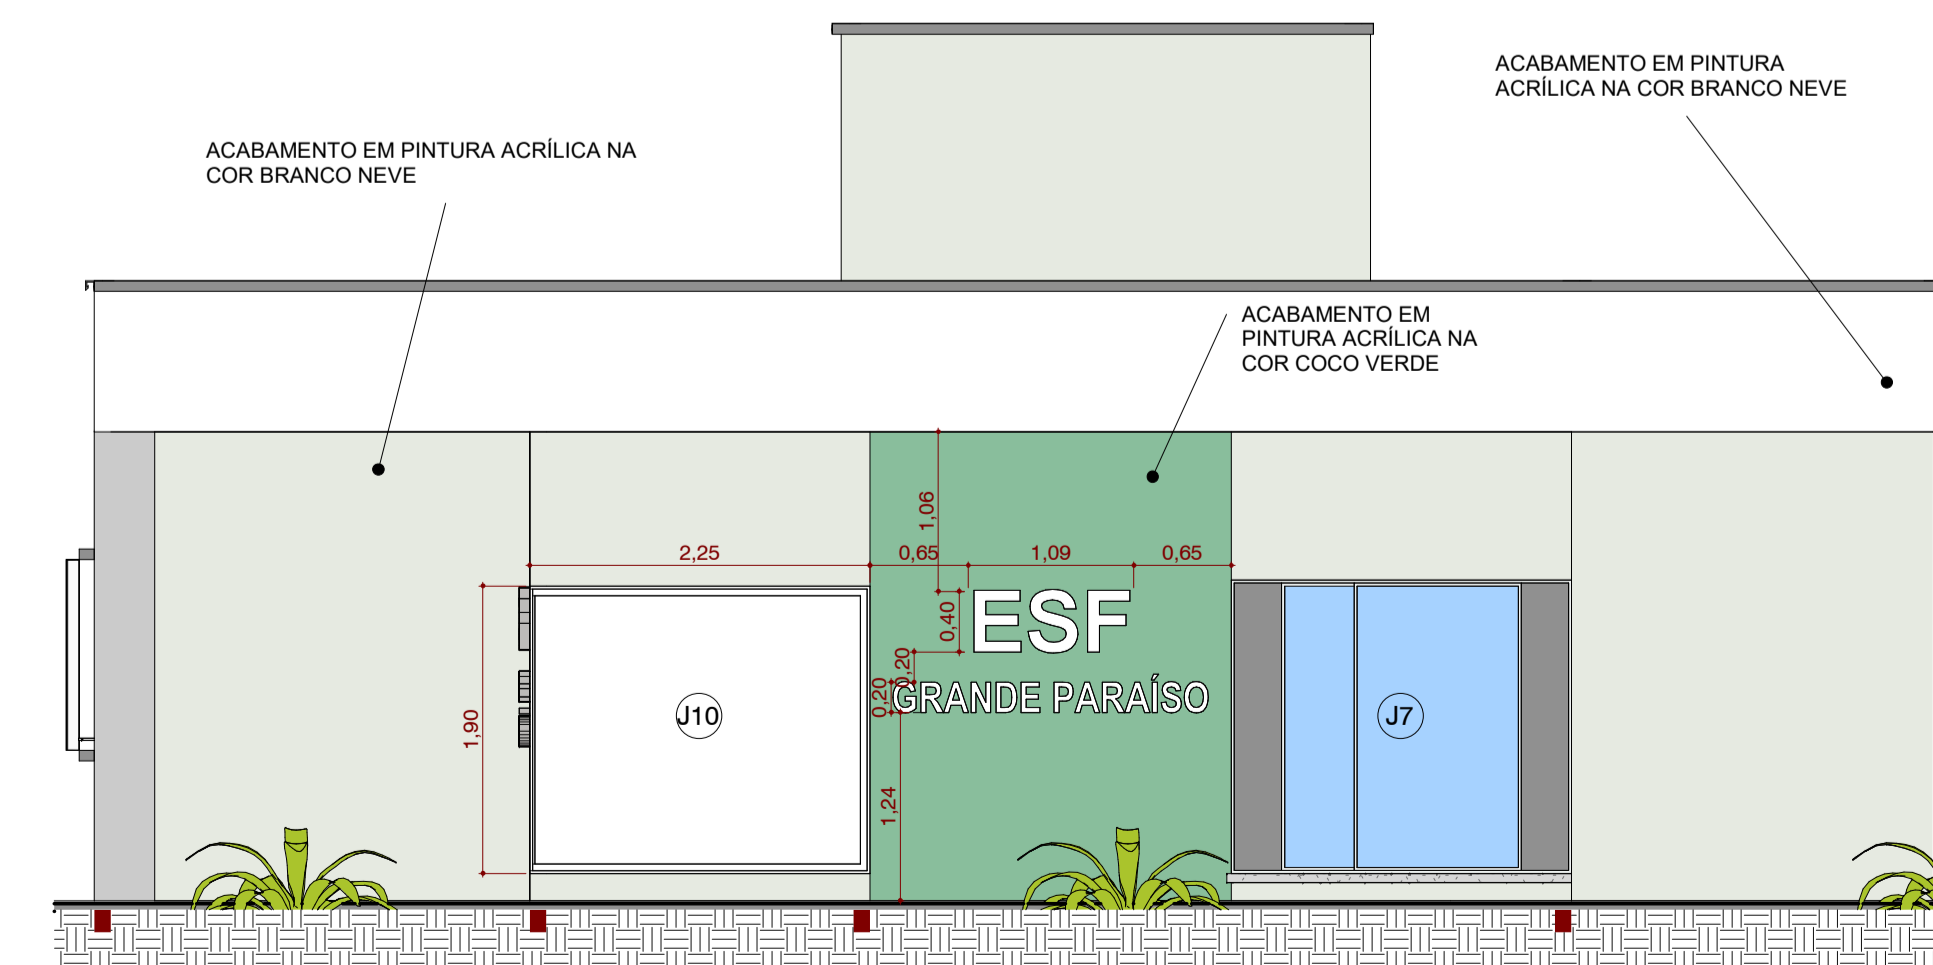 ACABAMENTO EM PINTURA
ACRÍLICA NA COR BRANCO NEVE
ACABAMENTO EM PINTURA ACRÍLICA NA
COR BRANCO NEVE
ACABAMENTO EM
PINTURA ACRÍLICA NA
COR COCO VERDE
1,06
2,25
0,65
1,09
0,65
0,40
ESF
0,20
0,20
GRANDE PARAÍSO
1,90
J10
J7
1,24